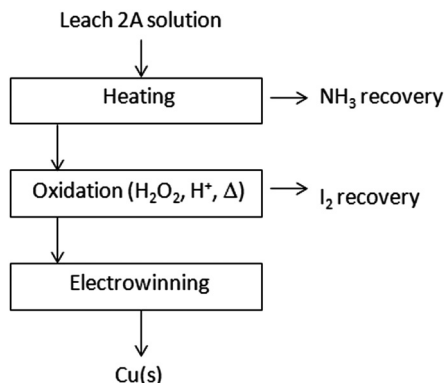 Leach 2A solution
Heating
NH₃ recovery
Oxidation (H₂O₂, H⁺, Δ)
I₂ recovery
Electrowinning
Cu(s)